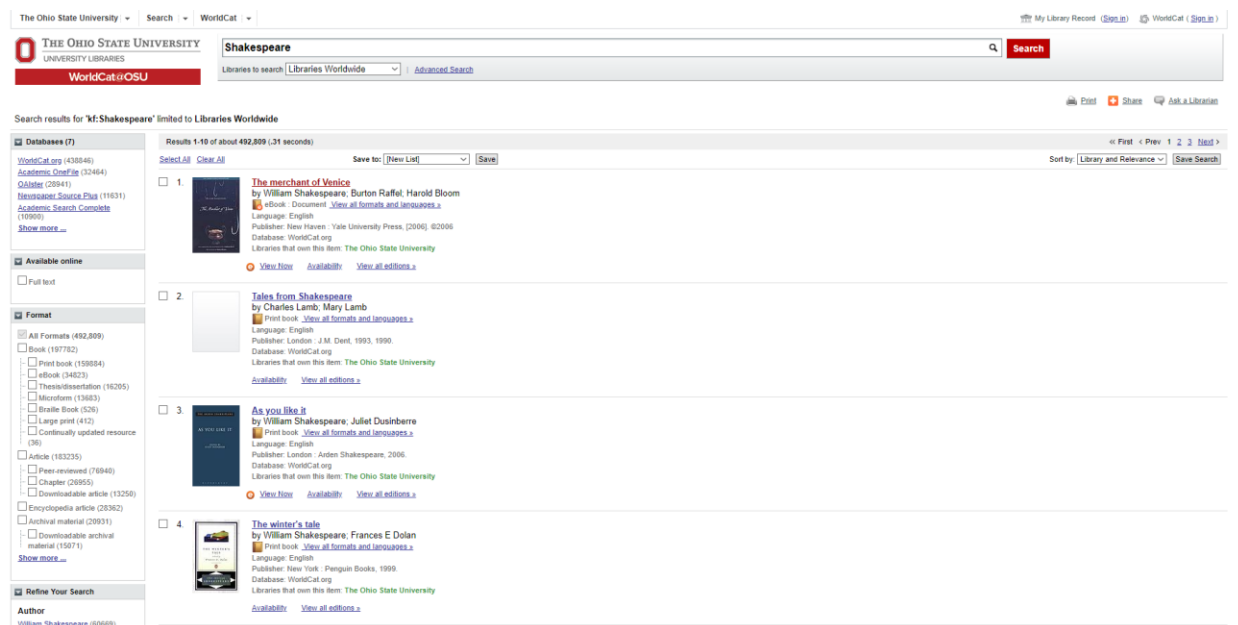 The Ohio State University Search WorldCat
My Library Record (Sign in) WorldCat ( Sign in )
THE OHIO STATE UNIVERSITY
UNIVERSITY LIBRARIES
WorldCat@OSU
Shakespeare
Search
Libraries to search Libraries Worldwide | Advanced Search
Print Share Ask a Librarian
Search results for 'kf:Shakespeare' limited to Libraries Worldwide
Databases (7)
WorldCat.org (438846)
Academic OneFile (32464)
OAIster (28941)
Newspaper Source Plus (11631)
Academic Search Complete
(10900)
Show more ...
Available online
Full text
Format
All Formats (492,809)
Book (197782)
Print book (159884)
eBook (34823)
Thesis/dissertation (16205)
Microform (13683)
Braille Book (526)
Large print (412)
Continually updated resource
(36)
Article (183235)
Peer-reviewed (76940)
Chapter (26955)
Downloadable article (13250)
Encyclopedia article (28362)
Archival material (20931)
Downloadable archival
material (15071)
Show more ...
Refine Your Search
Author
William Shakespeare (60669)
Results 1-10 of about 492,809 (.31 seconds)
« First < Prev 1 2 3 Next >
Select All Clear All Save to: [New List] Save
Sort by: Library and Relevance Save Search
1.
The merchant of Venice
by William Shakespeare; Burton Raffel; Harold Bloom
eBook : Document View all formats and languages »
Language: English
Publisher: New Haven : Yale University Press, [2006]. ©2006
Database: WorldCat.org
Libraries that own this item: The Ohio State University
View Now Availability View all editions »
2.
Tales from Shakespeare
by Charles Lamb; Mary Lamb
Print book View all formats and languages »
Language: English
Publisher: London : J.M. Dent, 1993, 1990.
Database: WorldCat.org
Libraries that own this item: The Ohio State University
Availability View all editions »
3.
AS YOU LIKE IT
As you like it
by William Shakespeare; Juliet Dusinberre
Print book View all formats and languages »
Language: English
Publisher: London : Arden Shakespeare, 2006.
Database: WorldCat.org
Libraries that own this item: The Ohio State University
View Now Availability View all editions »
4.
The winter's tale
by William Shakespeare; Frances E Dolan
Print book View all formats and languages »
Language: English
Publisher: New York : Penguin Books, 1999.
Database: WorldCat.org
Libraries that own this item: The Ohio State University
Availability View all editions »